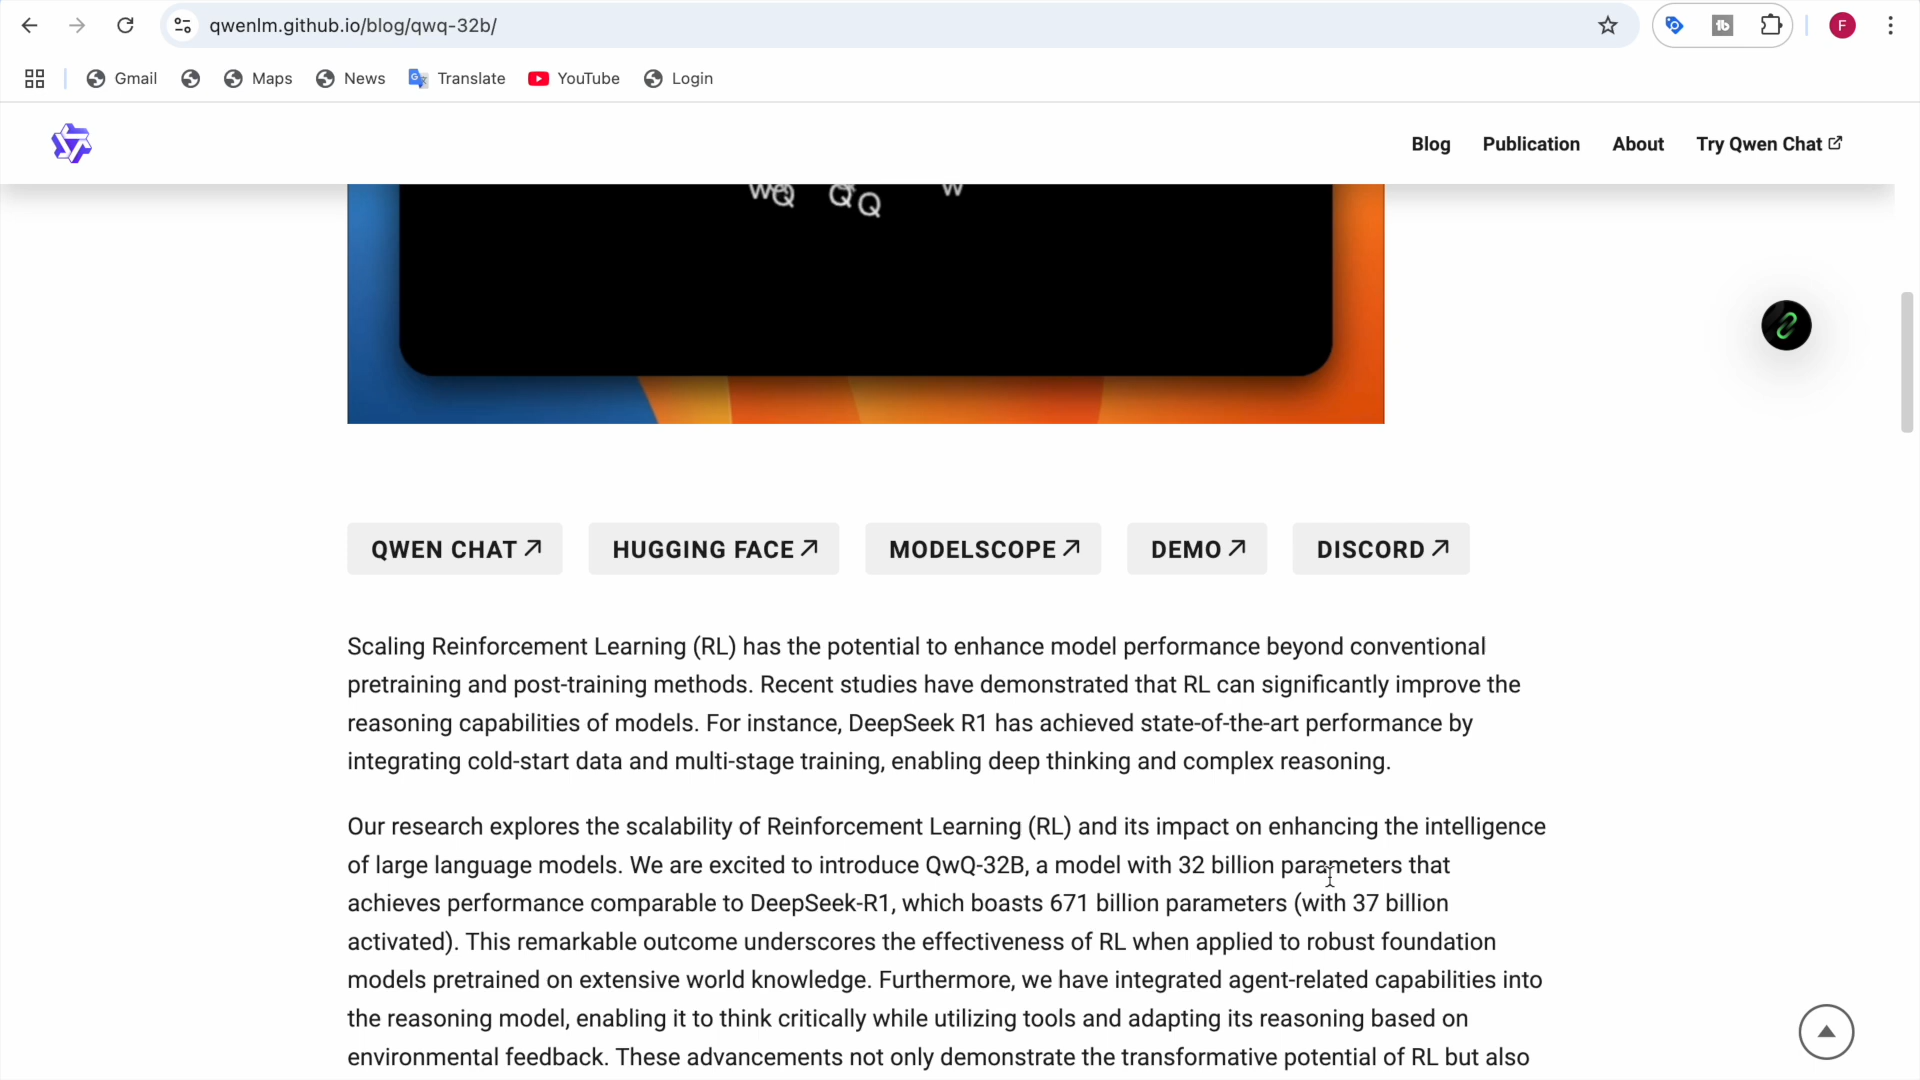 qwenlm.github.io/blog/qwq-32b/
F
Gmail Maps News Translate YouTube Login
Blog Publication About Try Qwen Chat
WQ Q Q W
QWEN CHAT HUGGING FACE MODELSCOPE DEMO DISCORD
Scaling Reinforcement Learning (RL) has the potential to enhance model performance beyond conventional
pretraining and post-training methods. Recent studies have demonstrated that RL can significantly improve the
reasoning capabilities of models. For instance, DeepSeek R1 has achieved state-of-the-art performance by
integrating cold-start data and multi-stage training, enabling deep thinking and complex reasoning.
Our research explores the scalability of Reinforcement Learning (RL) and its impact on enhancing the intelligence
of large language models. We are excited to introduce QwQ-32B, a model with 32 billion parameters that
achieves performance comparable to DeepSeek-R1, which boasts 671 billion parameters (with 37 billion
activated). This remarkable outcome underscores the effectiveness of RL when applied to robust foundation
models pretrained on extensive world knowledge. Furthermore, we have integrated agent-related capabilities into
the reasoning model, enabling it to think critically while utilizing tools and adapting its reasoning based on
environmental feedback. These advancements not only demonstrate the transformative potential of RL but also